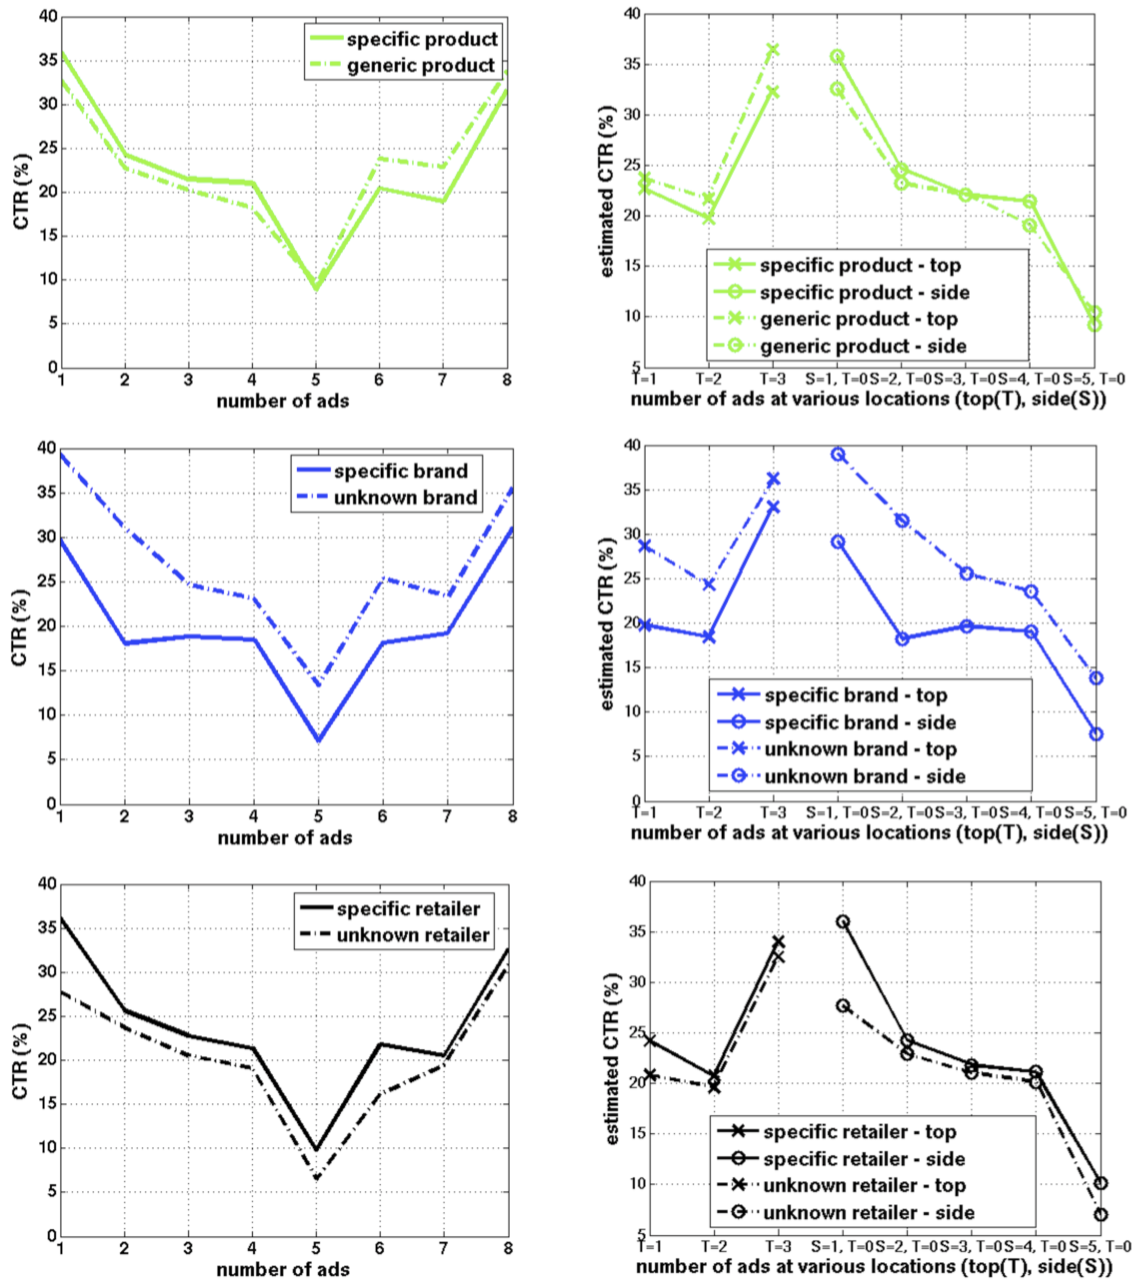 40
35
30
25
20
15
10
5
0
CTR (%)
specific product
generic product
1 2 3 4 5 6 7 8
number of ads
40
35
30
25
20
15
10
5
estimated CTR (%)
specific product - top
specific product - side
generic product - top
generic product - side
T=1 T=2 T=3 S=1, T=0 S=2, T=0 S=3, T=0 S=4, T=0 S=5, T=0
number of ads at various locations (top(T), side(S))
40
35
30
25
20
15
10
5
0
CTR (%)
specific brand
unknown brand
1 2 3 4 5 6 7 8
number of ads
40
35
30
25
20
15
10
5
0
estimated CTR (%)
specific brand - top
specific brand - side
unknown brand - top
unknown brand - side
T=1 T=2 T=3 S=1, T=0 S=2, T=0 S=3, T=0 S=4, T=0 S=5, T=0
number of ads at various locations (top(T), side(S))
40
35
30
25
20
15
10
5
0
CTR (%)
specific retailer
unknown retailer
1 2 3 4 5 6 7 8
number of ads
40
35
30
25
20
15
10
5
estimated CTR (%)
specific retailer - top
specific retailer - side
unknown retailer - top
unknown retailer - side
T=1 T=2 T=3 S=1, T=0 S=2, T=0 S=3, T=0 S=4, T=0 S=5, T=0
number of ads at various locations (top(T), side(S))